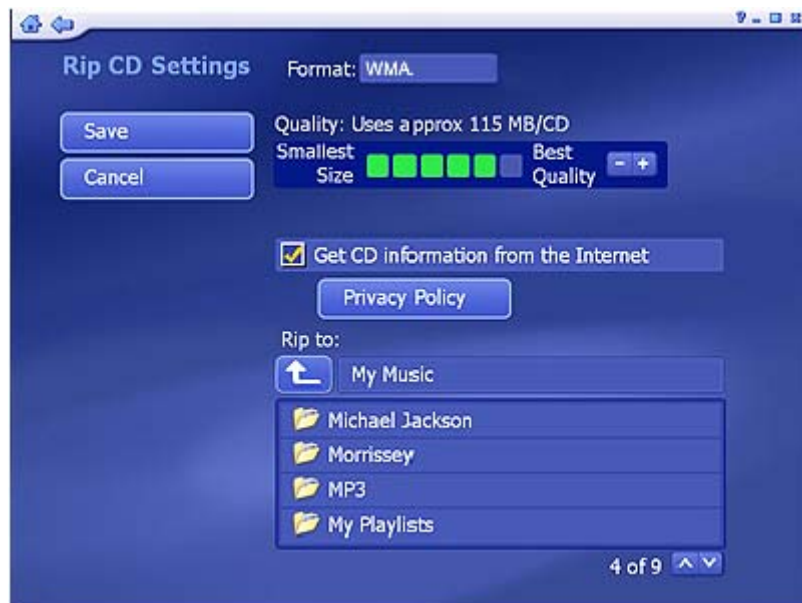 Rip CD Settings
Format: WMA.
Save
Cancel
Quality: Uses approx 115 MB/CD
Smallest Size
Best Quality
- +
Get CD information from the Internet
Privacy Policy
Rip to:
My Music
Michael Jackson
Morrissey
MP3
My Playlists
4 of 9